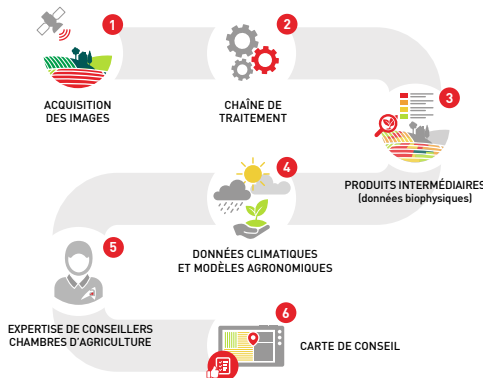 1
ACQUISITION
DES IMAGES
2
CHAÎNE DE
TRAITEMENT
3
PRODUITS INTERMÉDIAIRES
(données biophysiques)
4
DONNÉES CLIMATIQUES
ET MODÈLES AGRONOMIQUES
5
EXPERTISE DE CONSEILLERS
CHAMBRES D'AGRICULTURE
6
CARTE DE CONSEIL